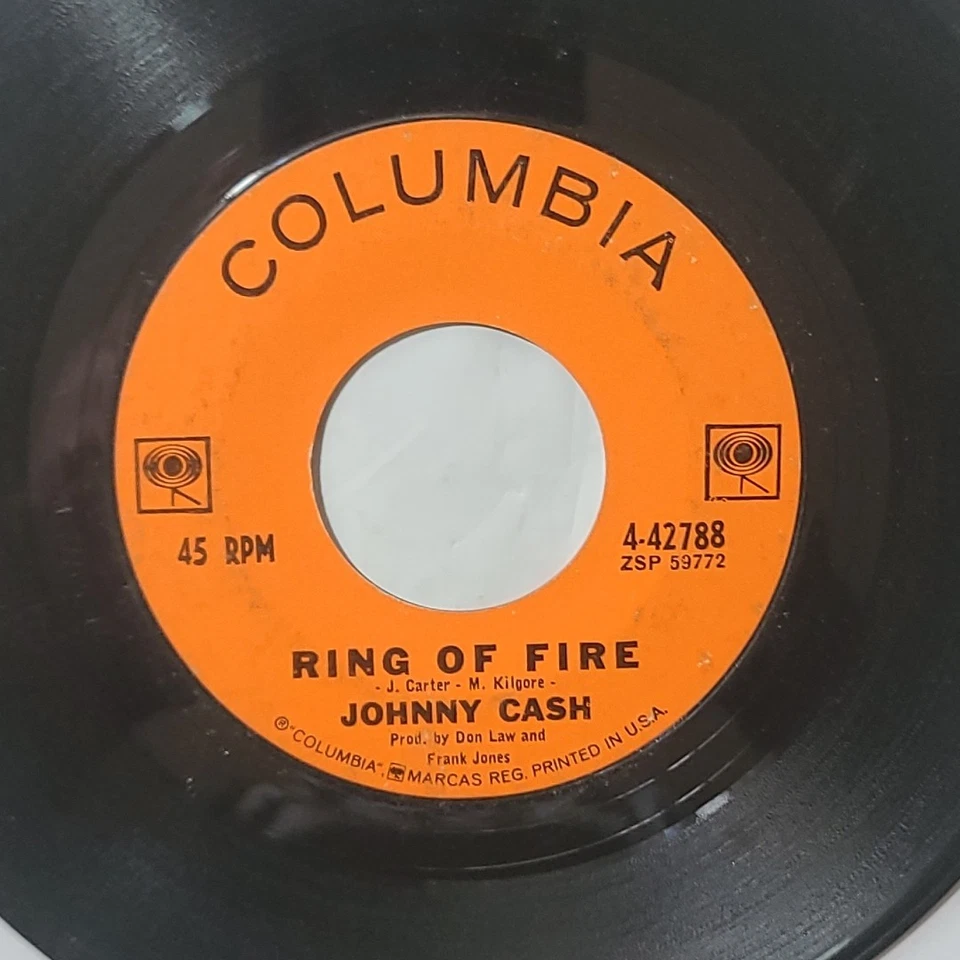 COLUMBIA
45 RPM
4-42788
ZSP 59772
RING OF FIRE
- J. Carter - M. Kilgore -
JOHNNY CASH
Prod. by Don Law and
Frank Jones
® "COLUMBIA", MARCAS REG. PRINTED IN U.S.A.